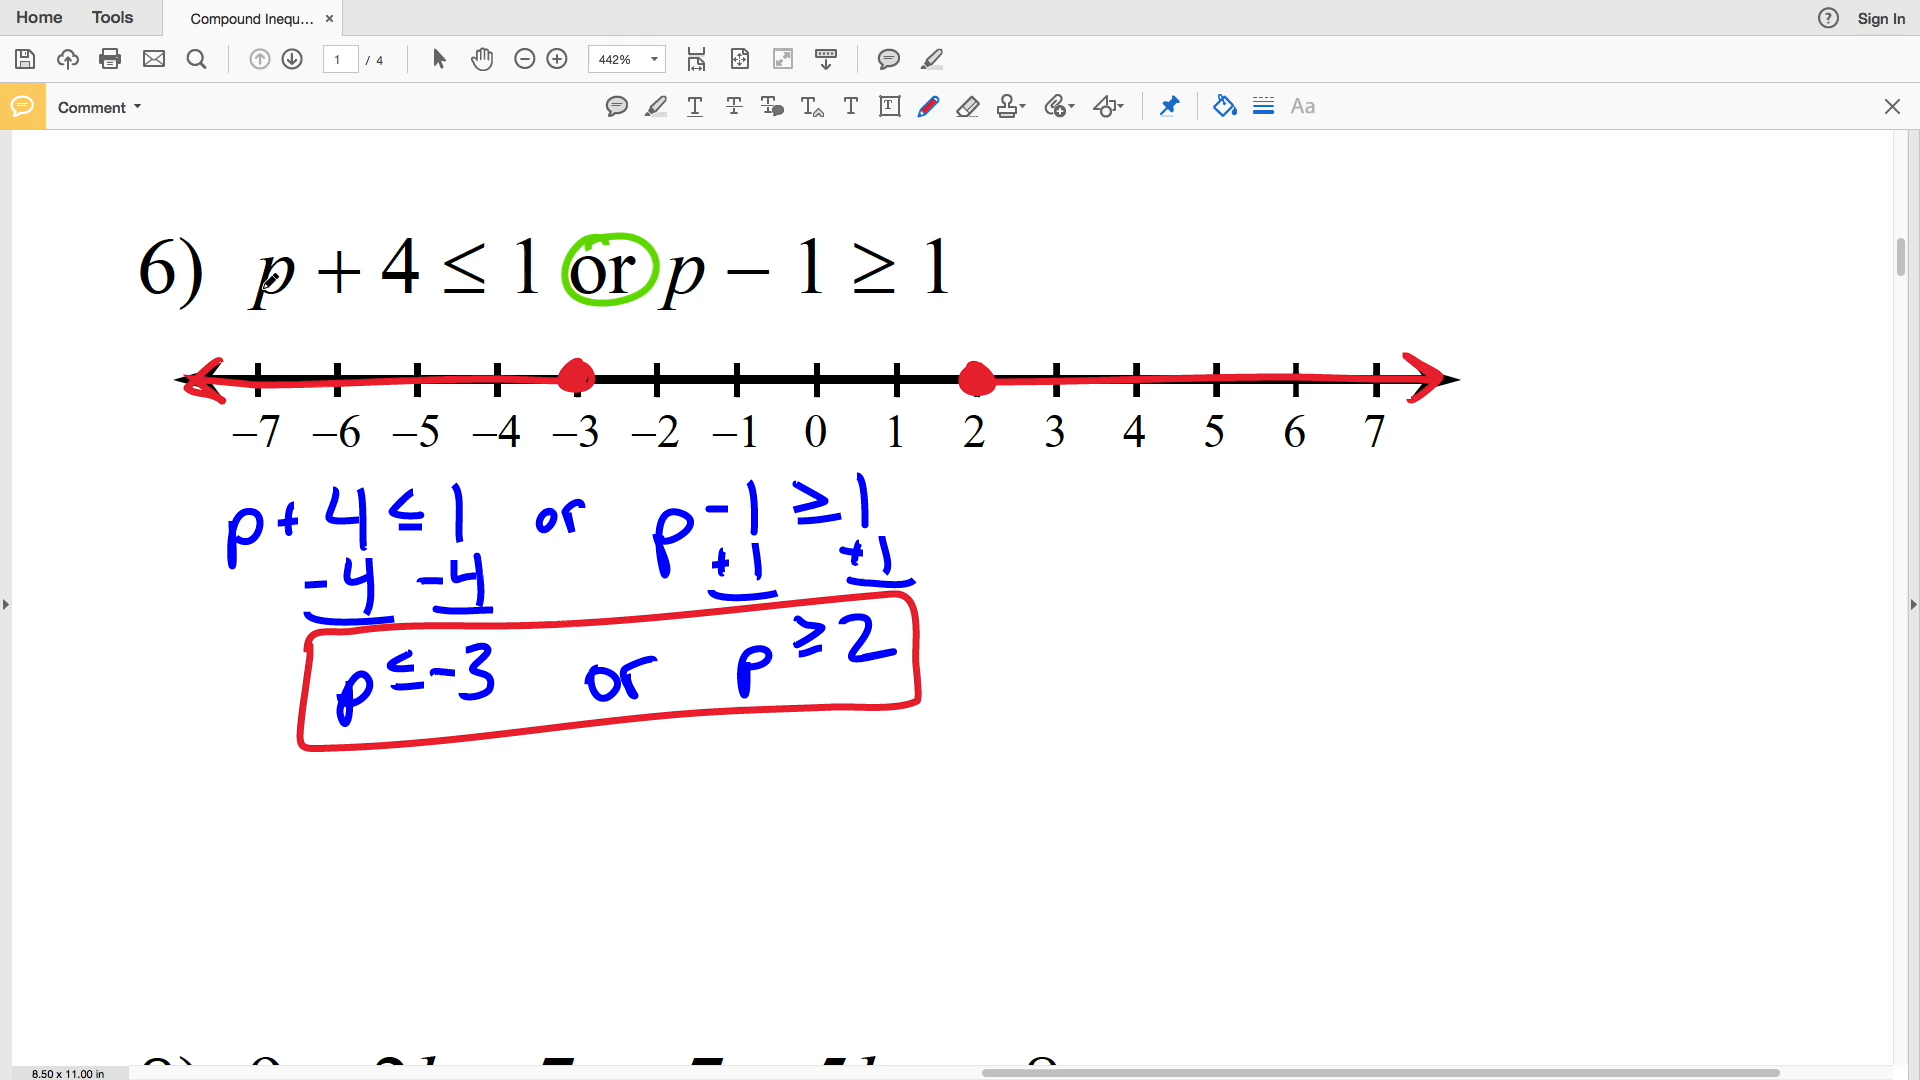 Home Tools Compound Inequ... × ? Sign In
1 / 4 442%
Comment T T T T T T Aa
6) p + 4 ≤ 1 or p − 1 ≥ 1
−7 −6 −5 −4 −3 −2 −1 0 1 2 3 4 5 6 7
p + 4 ≤ 1 or p - 1 ≥ 1
- 4 - 4 + 1 + 1
p ≤ -3 or p ≥ 2
8.50 x 11.00 in